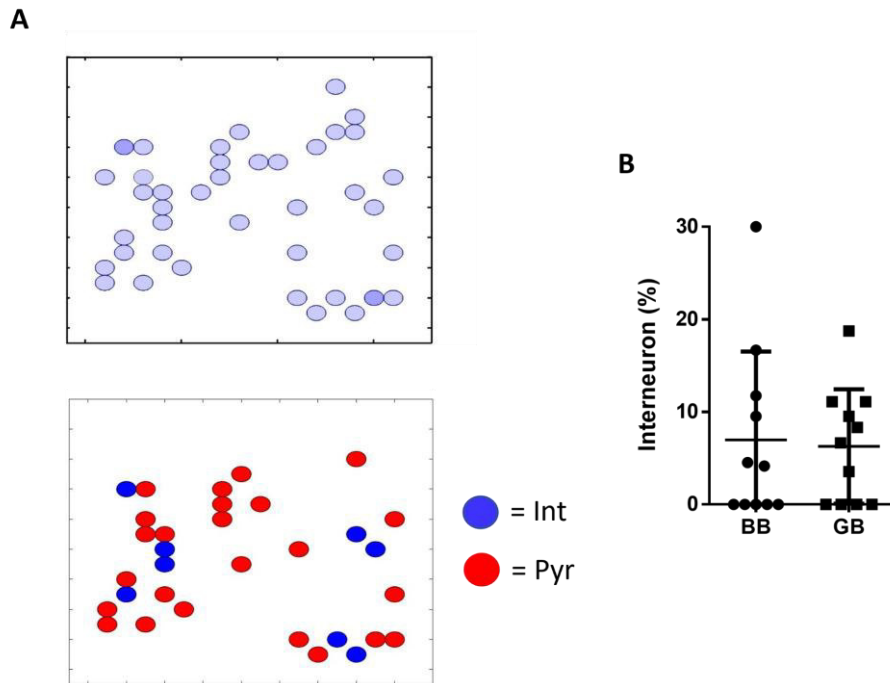 A
B
30
20
10
0
Interneuron (%)
BB GB
= Int
= Pyr